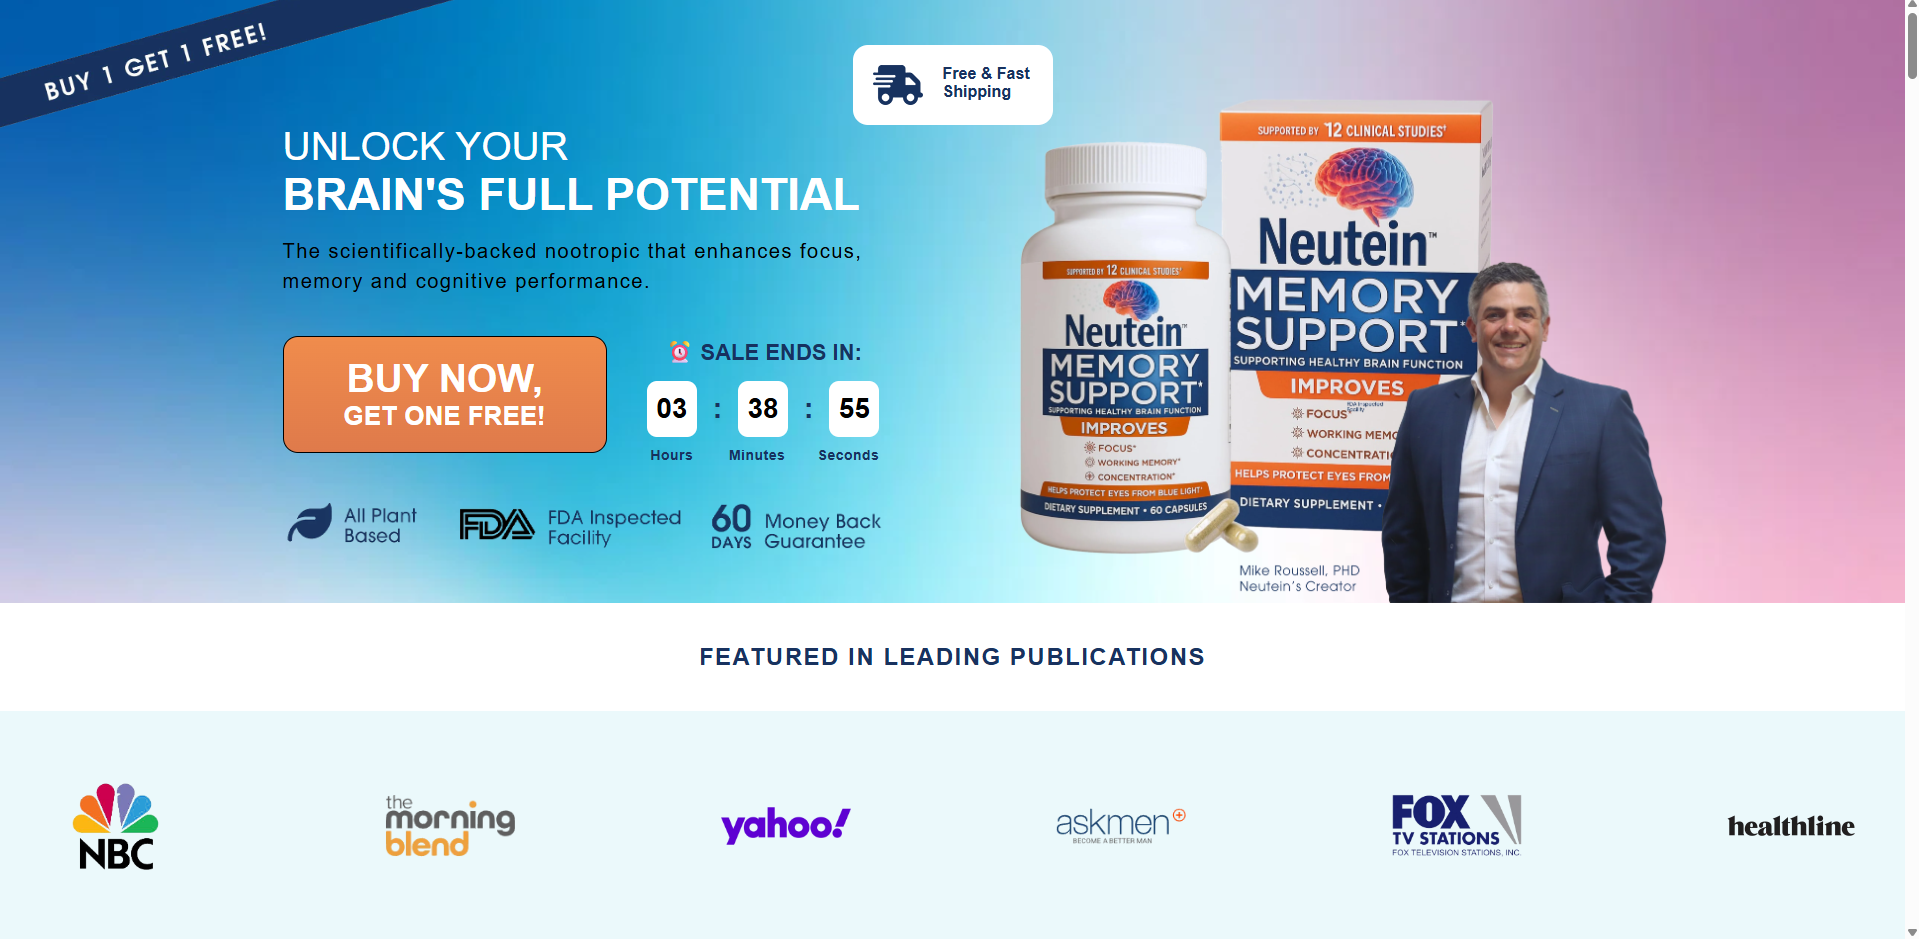 BUY 1 GET 1 FREE!
Free & Fast
Shipping
UNLOCK YOUR
BRAIN'S FULL POTENTIAL
The scientifically-backed nootropic that enhances focus,
memory and cognitive performance.
BUY NOW,
GET ONE FREE!
⏰ SALE ENDS IN:
03 : 38 : 55
Hours Minutes Seconds
All Plant
Based
FDA
FDA Inspected
Facility
60
DAYS
Money Back
Guarantee
SUPPORTED BY 12 CLINICAL STUDIES†
Neutein™
MEMORY
SUPPORT*
SUPPORTING HEALTHY BRAIN FUNCTION
IMPROVES
FOCUS*
WORKING MEMORY*
CONCENTRATION*
HELPS PROTECT EYES FROM BLUE LIGHT†
DIETARY SUPPLEMENT • 60 CAPSULES
SUPPORTED BY 12 CLINICAL STUDIES†
Neutein™
MEMORY
SUPPORT*
SUPPORTING HEALTHY BRAIN FUNCTION
IMPROVES
FOCUS*
FDA Inspected
WORKING MEMO
CONCENTRATI
HELPS PROTECT EYES FROM
DIETARY SUPPLEMENT •
Mike Roussell, PHD
Neutein's Creator
FEATURED IN LEADING PUBLICATIONS
NBC
the
morning
blend
yahoo!
askmen
BECOME A BETTER MAN
FOX
TV STATIONS
FOX TELEVISION STATIONS, INC.
healthline